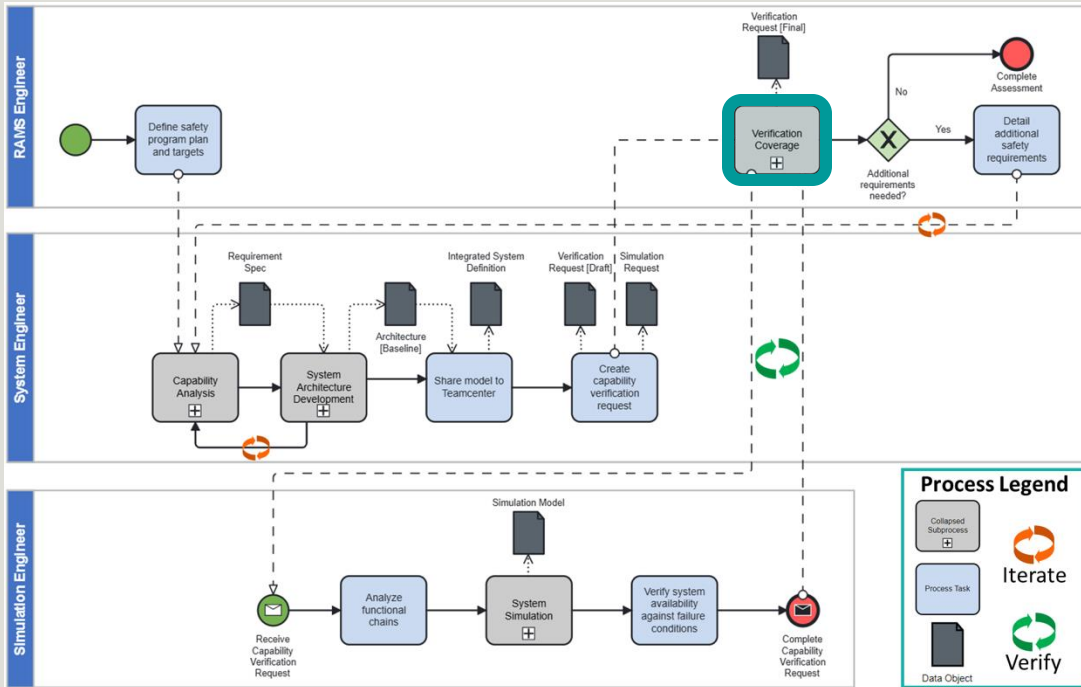 RAMS Engineer
Define safety
program plan
and targets
Verification
Request [Final]
Verification
Coverage
No
Yes
Additional
requirements
needed?
Complete
Assessment
Detail
additional
safety
requirements
System Engineer
Requirement
Spec
Architecture
[Baseline]
Integrated System
Definition
Verification
Request [Draft]
Simulation
Request
Capability
Analysis
System
Architecture
Development
Share model to
Teamcenter
Create
capability
verification
request
Simulation Engineer
Receive
Capability
Verification
Request
Analyze
functional
chains
Simulation Model
System
Simulation
Verify system
availability
against failure
conditions
Complete
Capability
Verification
Request
Process Legend
Collapsed
Subprocess
Process Task
Data Object
Iterate
Verify